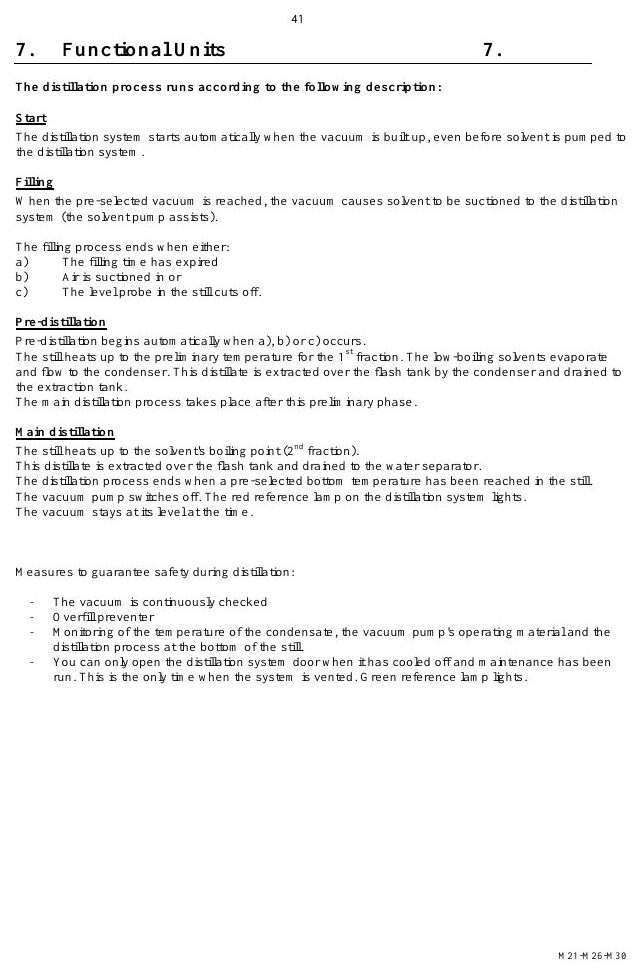 41
7. Functional Units 7.
The distillation process runs according to the following description:
Start
The distillation system starts automatically when the vacuum is built up, even before solvent is pumped to
the distillation system.
Filling
When the pre-selected vacuum is reached, the vacuum causes solvent to be suctioned to the distillation
system (the solvent pump assists).
The filling process ends when either:
a) The filling time has expired
b) Air is suctioned in or
c) The level probe in the still cuts off.
Pre-distillation
Pre-distillation begins automatically when a), b) or c) occurs.
The still heats up to the preliminary temperature for the 1st fraction. The low-boiling solvents evaporate
and flow to the condenser. This distillate is extracted over the flash tank by the condenser and drained to
the extraction tank.
The main distillation process takes place after this preliminary phase.
Main distillation
The still heats up to the solvent's boiling point (2nd fraction).
This distillate is extracted over the flash tank and drained to the water separator.
The distillation process ends when a pre-selected bottom temperature has been reached in the still.
The vacuum pump switches off. The red reference lamp on the distillation system lights.
The vacuum stays at its level at the time.
Measures to guarantee safety during distillation:
- The vacuum is continuously checked
- Overfill preventer
- Monitoring of the temperature of the condensate, the vacuum pump's operating material and the
distillation process at the bottom of the still.
- You can only open the distillation system door when it has cooled off and maintenance has been
run. This is the only time when the system is vented. Green reference lamp lights.
M21-M26-M30